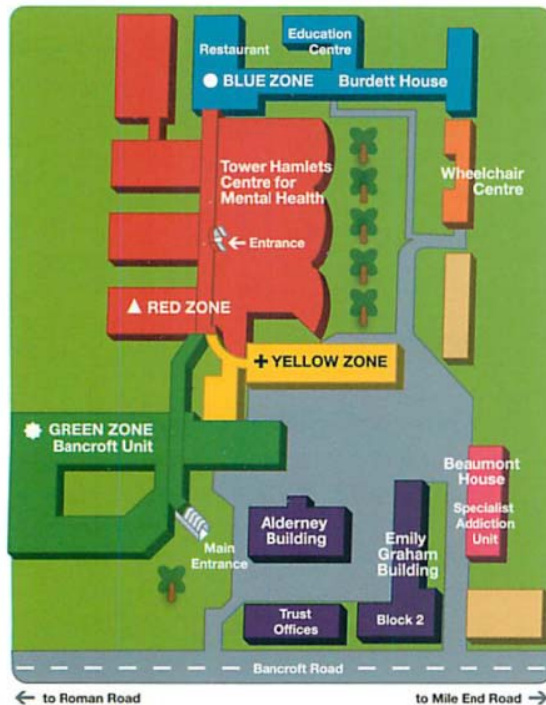 Education
Centre
Restaurant
BLUE ZONE
Burdett House
Tower Hamlets
Centre for
Mental Health
← Entrance
Wheelchair
Centre
RED ZONE
YELLOW ZONE
GREEN ZONE
Bancroft Unit
Beaumont
House
Specialist
Addiction
Unit
Alderney
Building
Emily
Graham
Building
Main
Entrance
Trust
Offices
Block 2
Bancroft Road
← to Roman Road
to Mile End Road →